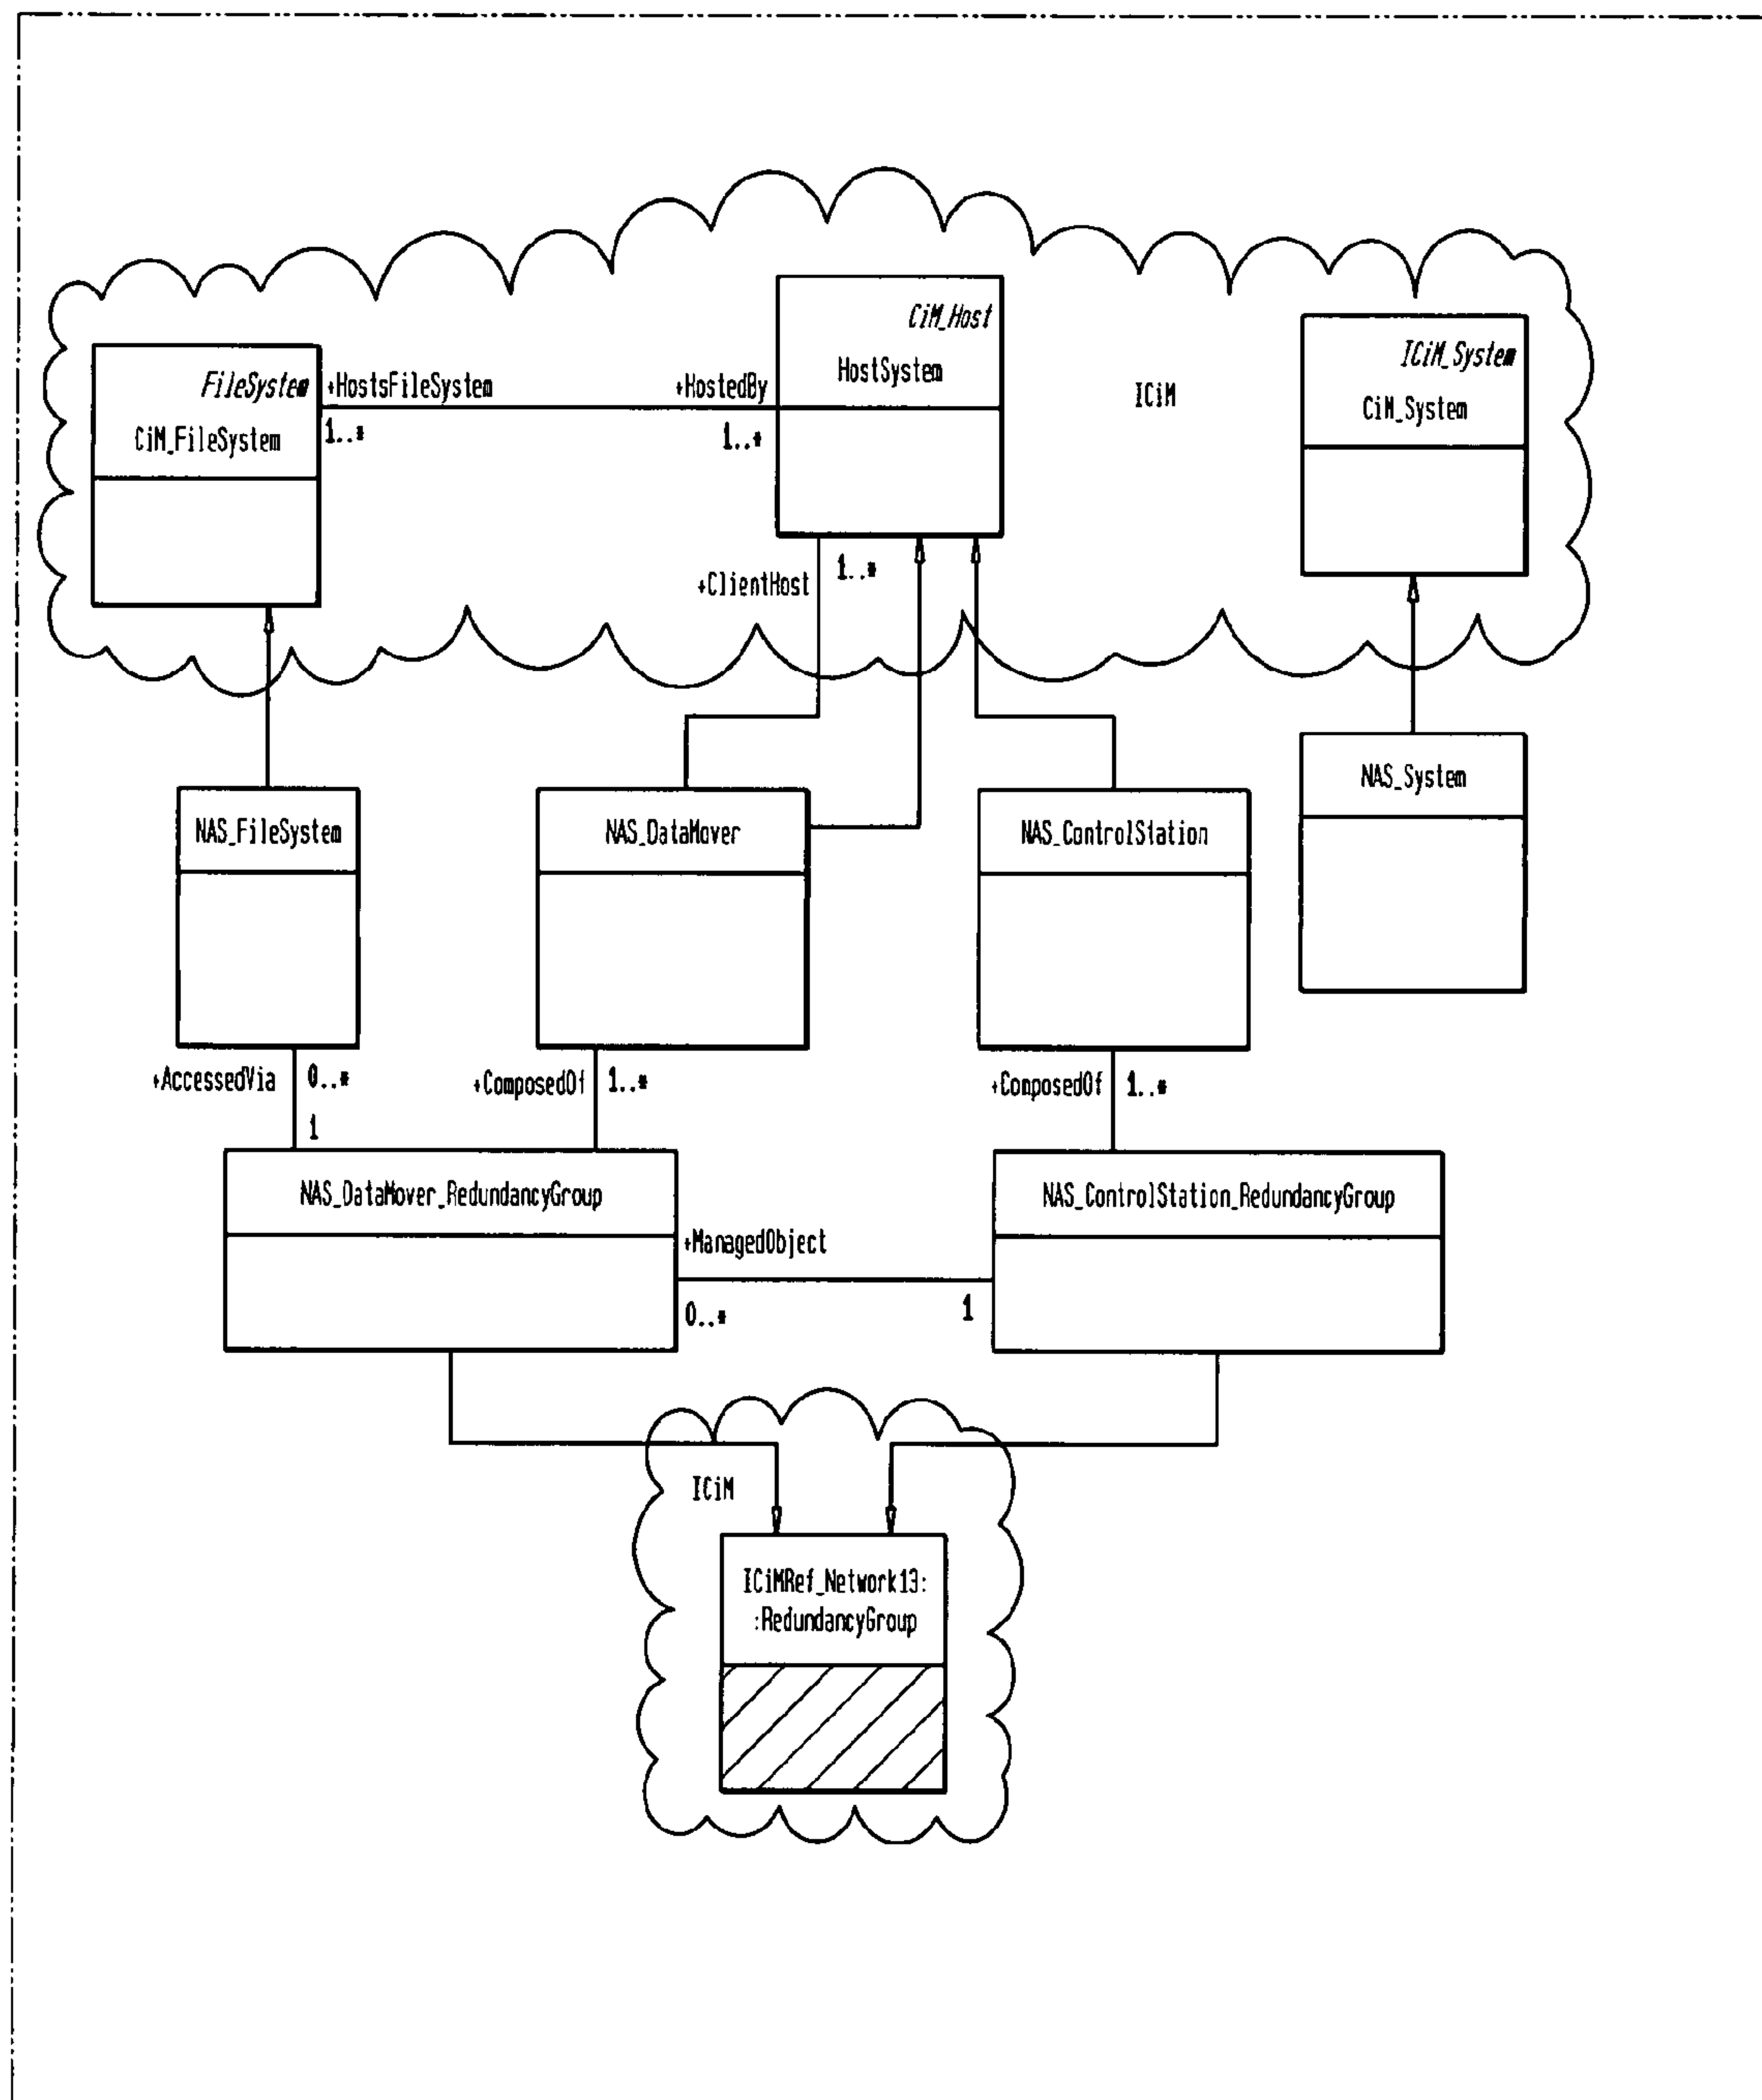 CiM_Host
HostSystem
ICiM_System
CiM_System
ICiM
FileSystem
CiM_FileSystem
+HostsFileSystem
1..*
+HostedBy
1..*
+ClientHost
1..*
NAS_FileSystem
NAS_DataMover
NAS_ControlStation
NAS_System
+AccessedVia
0..*
1
+ComposedOf
1..*
+ComposedOf
1..*
NAS_DataMover_RedundancyGroup
NAS_ControlStation_RedundancyGroup
+ManagedObject
0..*
1
ICiM
ICiMRef_Network13:
:RedundancyGroup